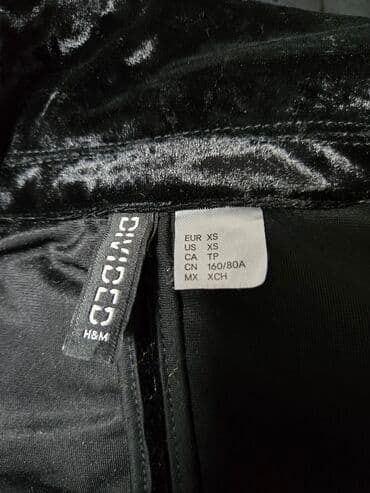 DIVIDED
H&M
EUR XS
US XS
CA TP
CN 160/80A
MX XCH